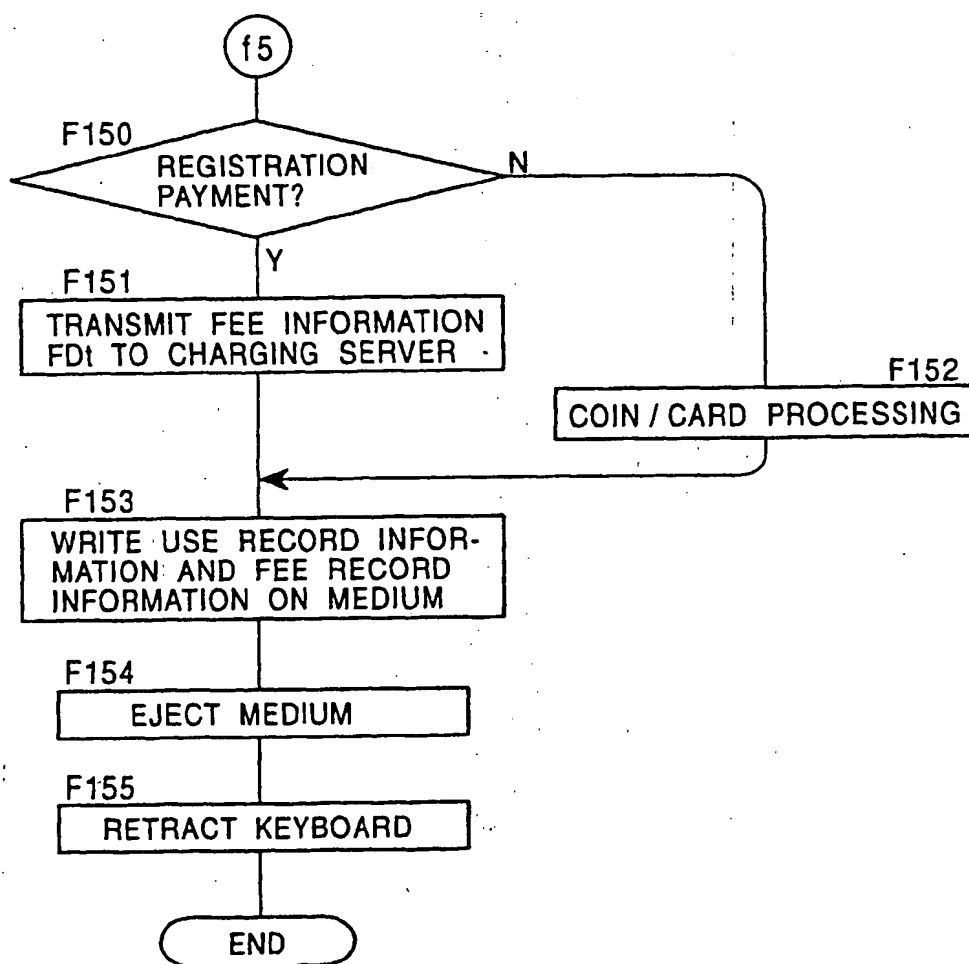 f5
F150
REGISTRATION
PAYMENT?
N
Y
F151
TRANSMIT FEE INFORMATION
FDt TO CHARGING SERVER
F152
COIN / CARD PROCESSING
F153
WRITE USE RECORD INFOR-
MATION AND FEE RECORD
INFORMATION ON MEDIUM
F154
EJECT MEDIUM
F155
RETRACT KEYBOARD
END